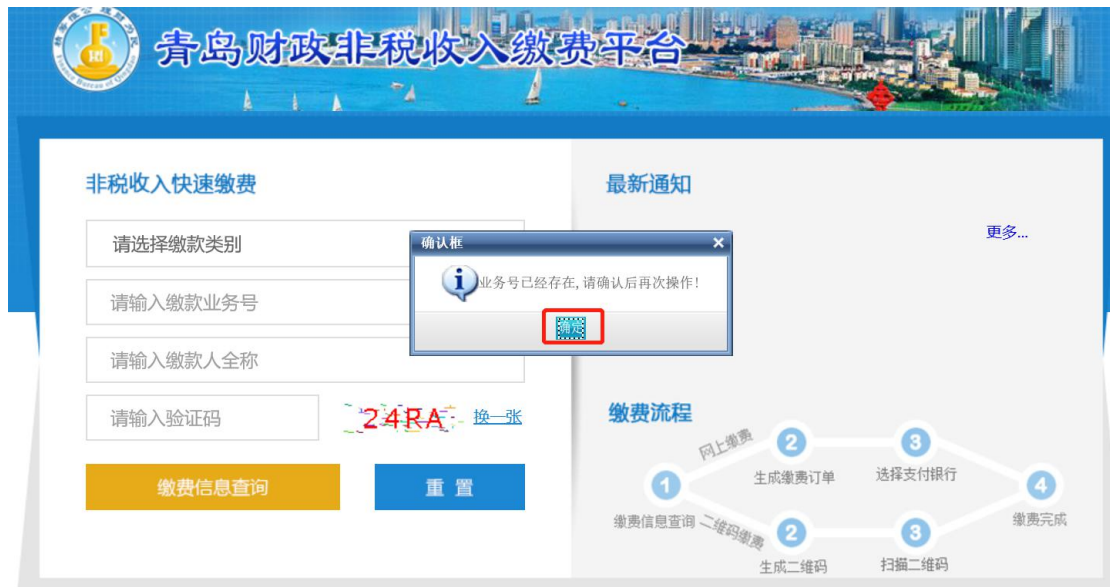 青岛财政非税收入缴费平台
非税收入快速缴费
请选择缴款类别
请输入缴款业务号
请输入缴款人全称
请输入验证码
24RA
换一张
缴费信息查询
重 置
最新通知
更多...
确认框
业务号已经存在,请确认后再次操作!
确定
缴费流程
网上缴费
2
生成缴费订单
3
选择支付银行
1
缴费信息查询
4
缴费完成
二维码缴费
2
生成二维码
3
扫描二维码